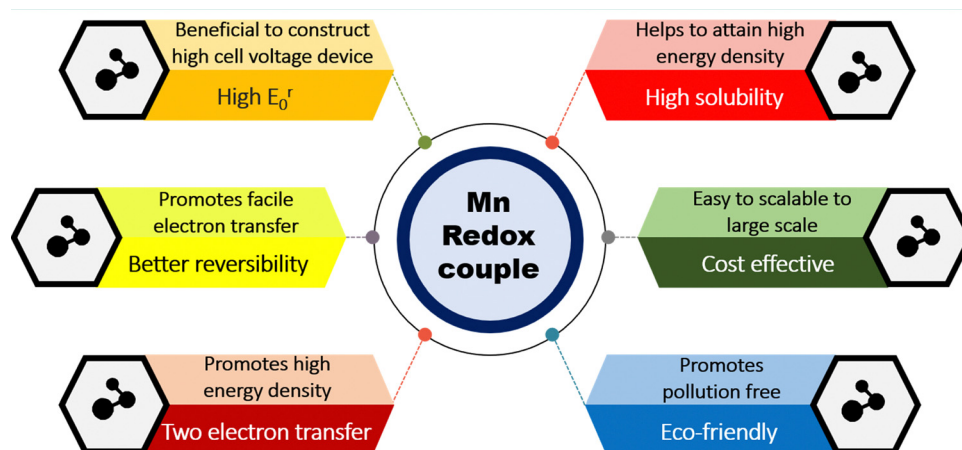 Beneficial to construct
high cell voltage device
High E₀ʳ
Helps to attain high
energy density
High solubility
Promotes facile
electron transfer
Better reversibility
Mn
Redox
couple
Easy to scalable to
large scale
Cost effective
Promotes high
energy density
Two electron transfer
Promotes
pollution free
Eco-friendly